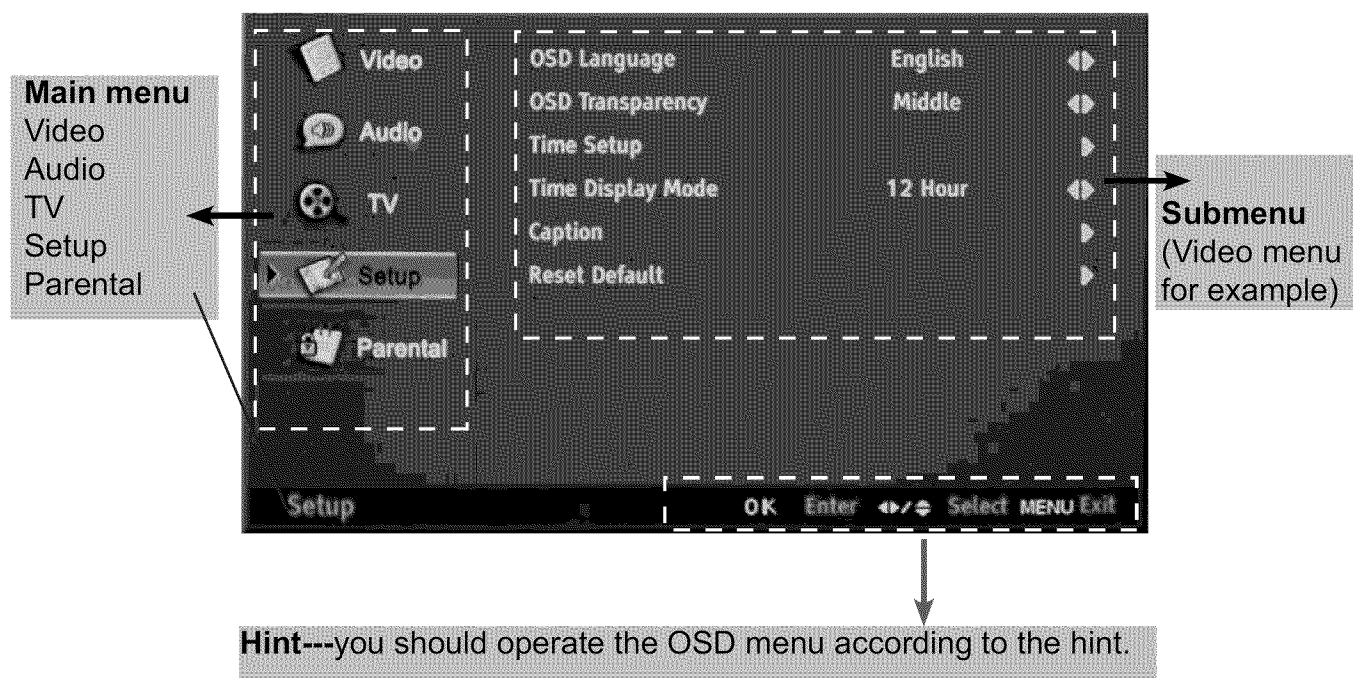 Main menu
Video
Audio
TV
Setup
Parental
Video
Audio
TV
Setup
Parental
OSD Language English
OSD Transparency Middle
Time Setup
Time Display Mode 12 Hour
Caption
Reset Default
Submenu
(Video menu
for example)
Setup OK Enter / Select MENU Exit
Hint---you should operate the OSD menu according to the hint.